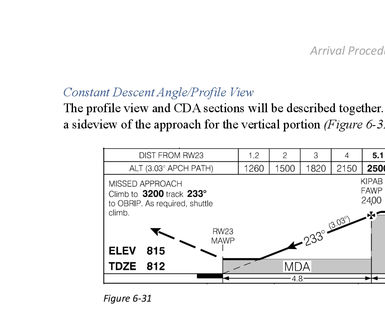 Arrival Proced
Constant Descent Angle/Profile View
The profile view and CDA sections will be described together.
a sideview of the approach for the vertical portion (Figure 6-3
DIST FROM RW23 1.2 2 3 4 5.1
ALT (3.03° APCH PATH) 1260 1500 1820 2150 2500
MISSED APPROACH
Climb to 3200 track 233°
to OBRIP. As required, shuttle
climb.
KIPAB
FAWP
2400
RW23
MAWP
233° (3.03°)
ELEV 815
TDZE 812
MDA
4.8
Figure 6-31